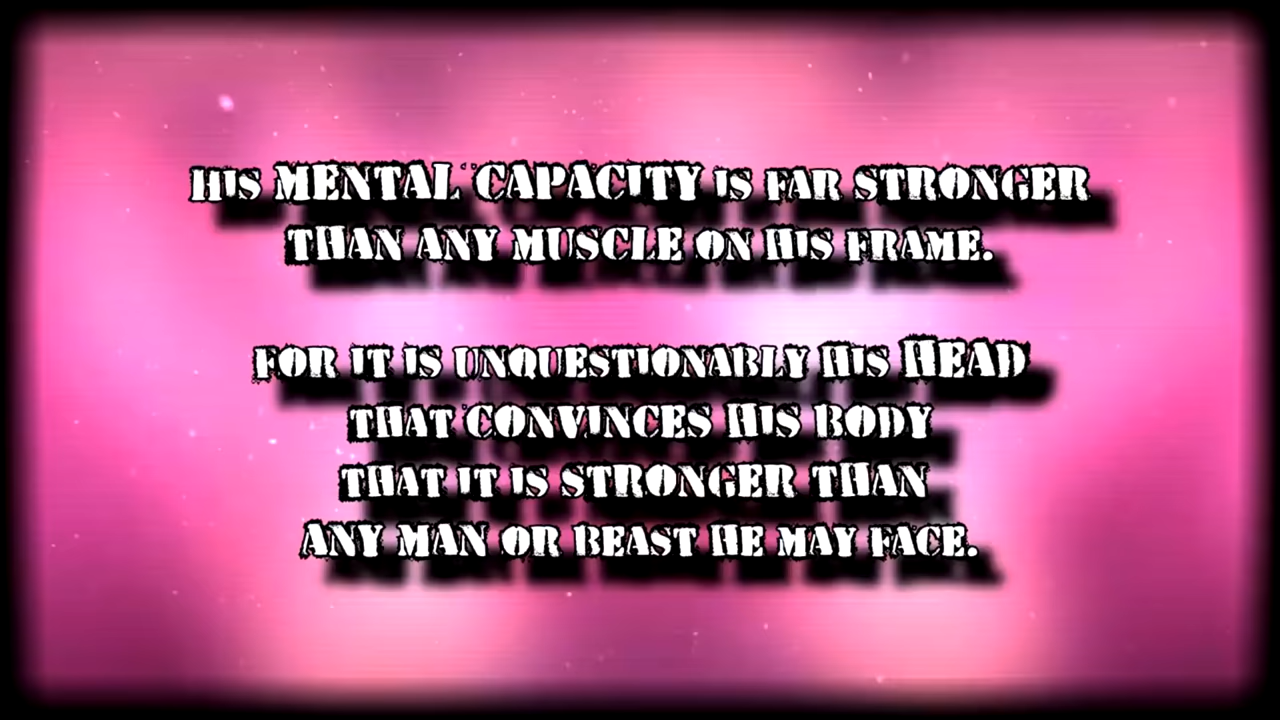 HIS MENTAL CAPACITY IS FAR STRONGER
THAN ANY MUSCLE ON HIS FRAME.
FOR IT IS UNQUESTIONABLY HIS HEAD
THAT CONVINCES HIS BODY
THAT IT IS STRONGER THAN
ANY MAN OR BEAST HE MAY FACE.